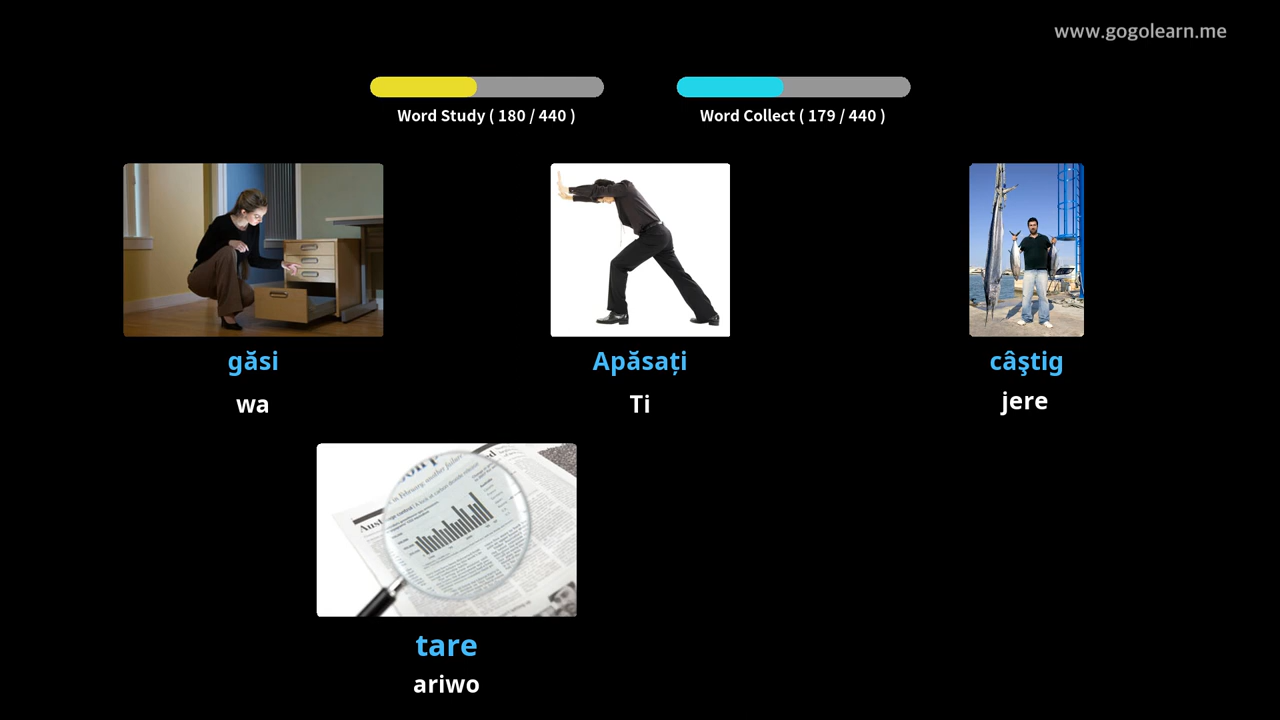 www.gogolearn.me
Word Study ( 180 / 440 )
Word Collect ( 179 / 440 )
găsi
Apăsați
câştig
wa
Ti
jere
tare
ariwo